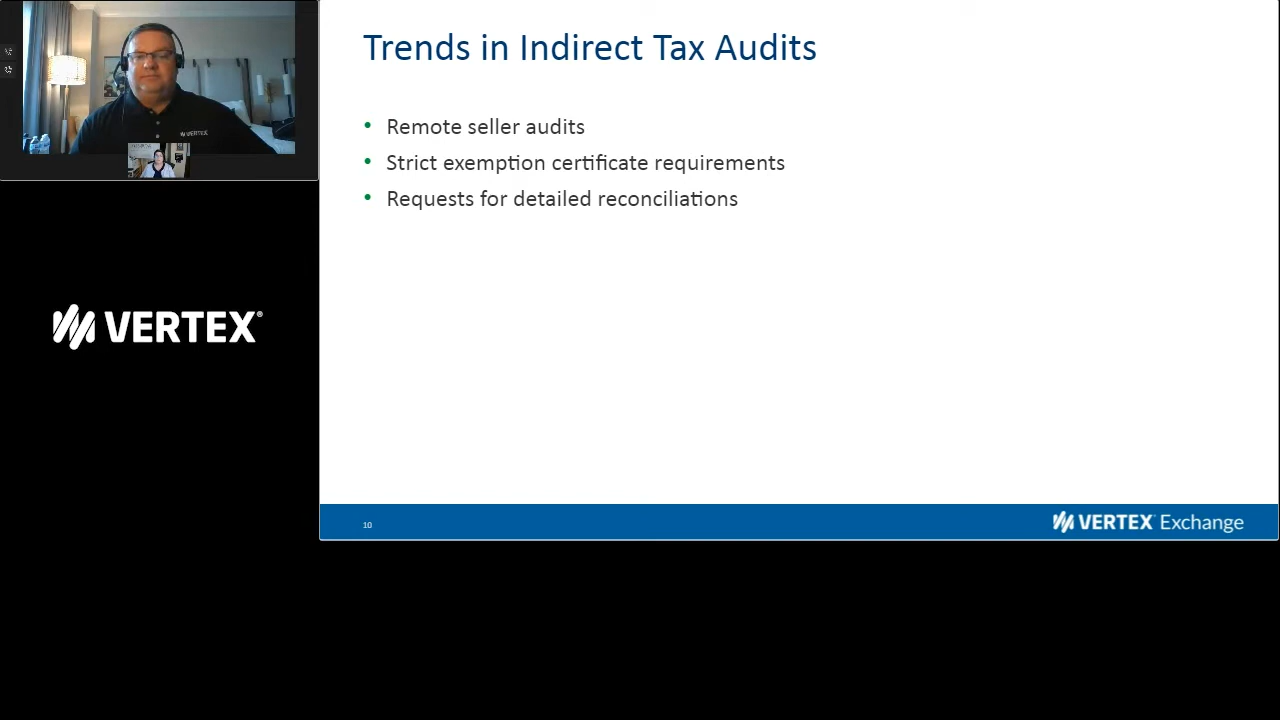 Trends in Indirect Tax Audits
• Remote seller audits
• Strict exemption certificate requirements
• Requests for detailed reconciliations
VERTEX
VERTEX®
10
VERTEX Exchange